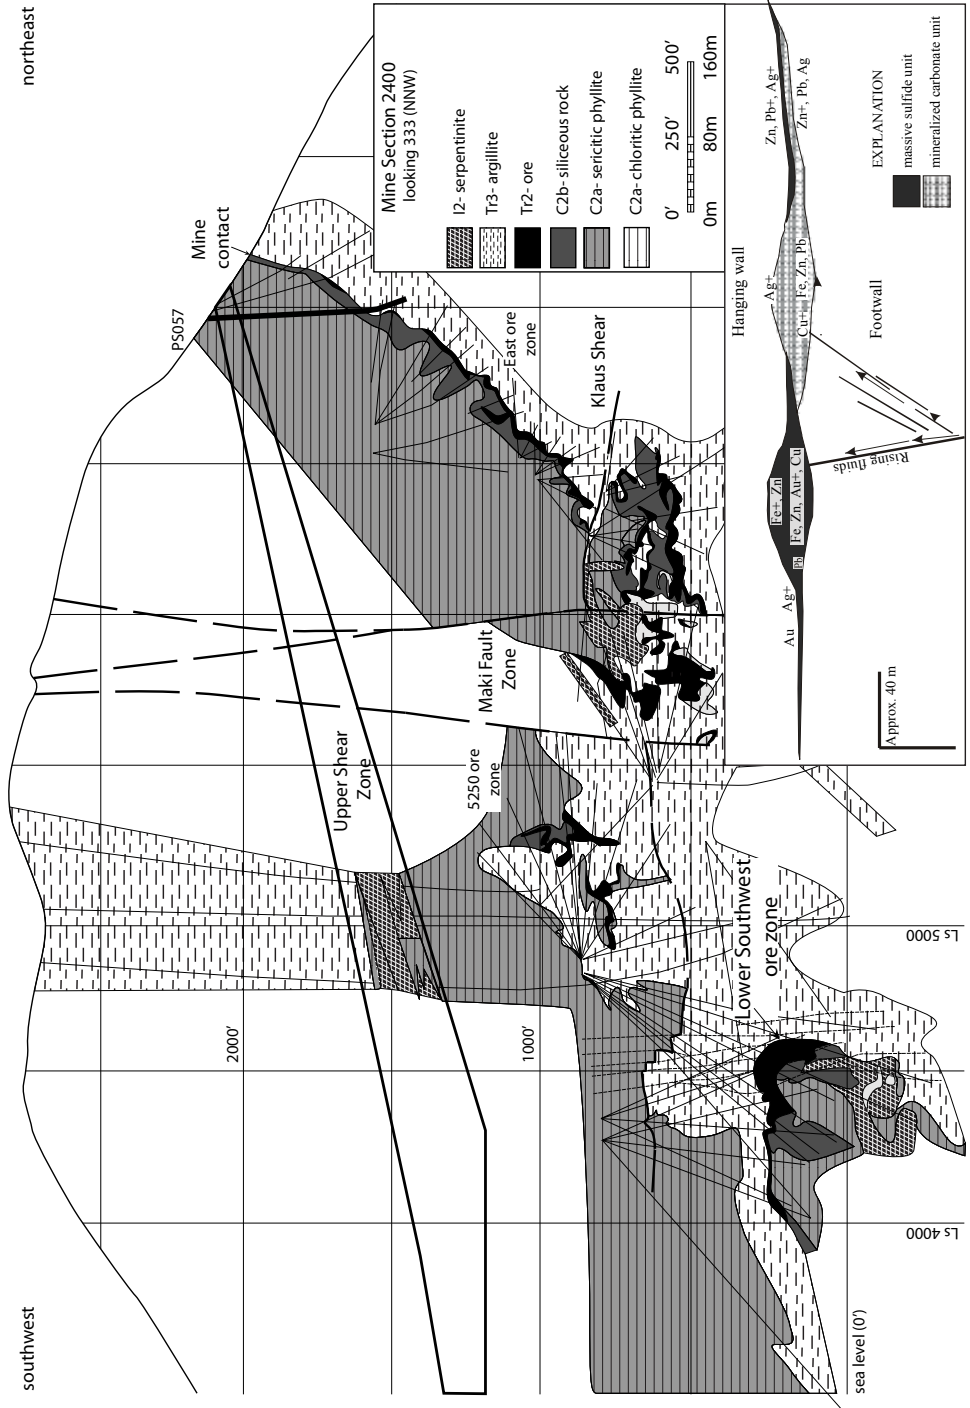 southwest
northeast
PS057
Mine
contact
Upper Shear
Zone
Maki Fault
Zone
5250 ore
zone
East ore
zone
Klaus Shear
Lower Southwest
ore zone
2000'
1000'
sea level (0')
Ls 4000
Ls 5000
Mine Section 2400
looking 333 (NNW)
I2- serpentinite
Tr3- argillite
Tr2- ore
C2b- siliceous rock
C2a- sericitic phyllite
C2a- chloritic phyllite
0' 250' 500'
0m 80m 160m
Hanging wall
Zn, Pb+, Ag+
Zn+, Pb, Ag
Ag+
Cu+, Fe, Zn, Pb
Fe+, Zn
Fe, Zn, Au+, Cu
Pb
Au Ag+
Footwall
Rising fluids
Approx. 40 m
EXPLANATION
massive sulfide unit
mineralized carbonate unit